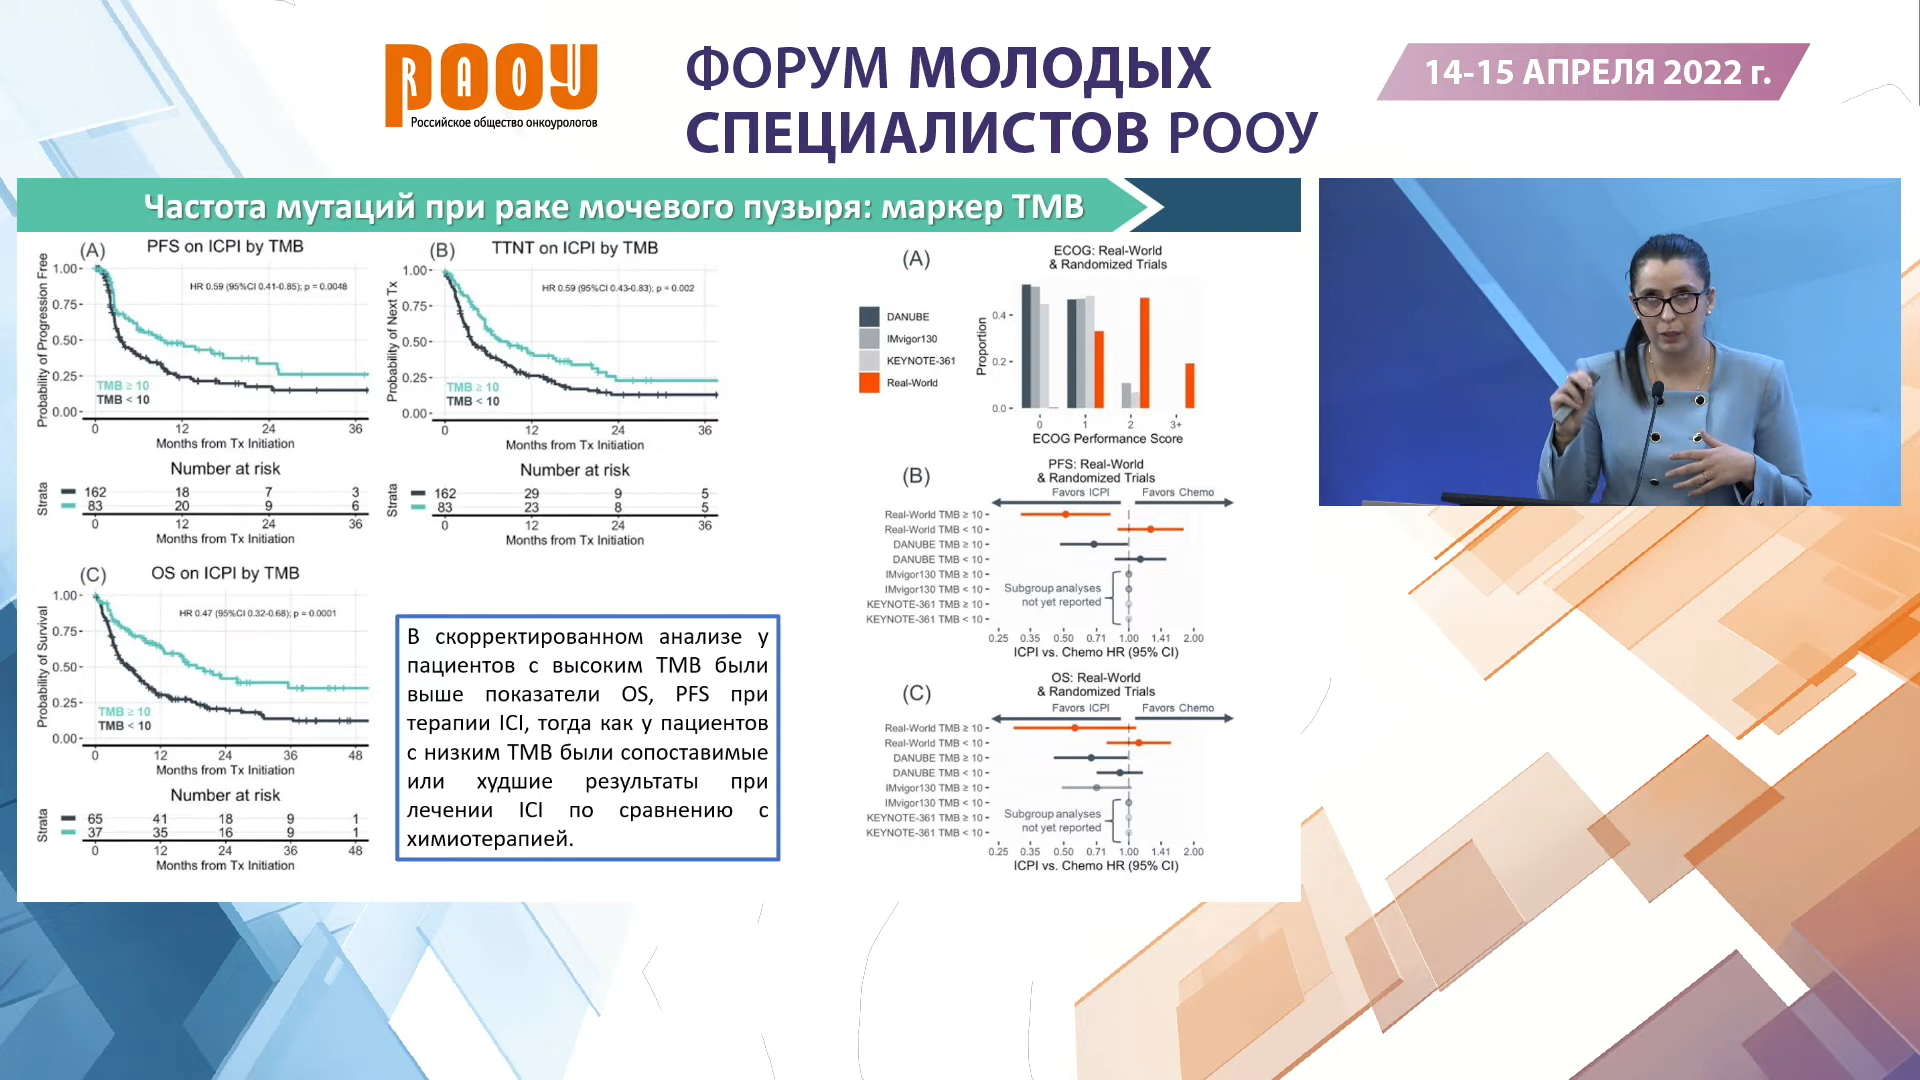 РООУ
RAOU
Российское общество онкоурологов
ФОРУМ МОЛОДЫХ
СПЕЦИАЛИСТОВ РООУ
14-15 АПРЕЛЯ 2022 г.
Частота мутаций при раке мочевого пузыря: маркер TMB
(A)
PFS on ICPI by TMB
Probability of Progression Free
1.00
0.75
0.50
0.25
0.00
HR 0.59 (95%CI 0.41-0.85); p = 0.0048
TMB ≥ 10
TMB < 10
0 12 24 36
Months from Tx Initiation
Number at risk
Strata
162 18 7 3
83 20 9 6
0 12 24 36
Months from Tx Initiation
(B)
TTNT on ICPI by TMB
Probability of Next Tx
1.00
0.75
0.50
0.25
0.00
HR 0.59 (95%CI 0.43-0.83); p = 0.002
TMB ≥ 10
TMB < 10
0 12 24 36
Months from Tx Initiation
Number at risk
Strata
162 29 9 5
83 23 8 5
0 12 24 36
Months from Tx Initiation
(C)
OS on ICPI by TMB
Probability of Survival
1.00
0.75
0.50
0.25
0.00
HR 0.47 (95%CI 0.32-0.68); p = 0.0001
TMB ≥ 10
TMB < 10
0 12 24 36 48
Months from Tx Initiation
Number at risk
Strata
65 41 18 9 1
37 35 16 9 1
0 12 24 36 48
Months from Tx Initiation
В скорректированном анализе у
пациентов с высоким TMB были
выше показатели OS, PFS при
терапии ICI, тогда как у пациентов
с низким TMB были сопоставимые
или худшие результаты при
лечении ICI по сравнению с
химиотерапией.
(A)
ECOG: Real-World
& Randomized Trials
DANUBE
IMvigor130
KEYNOTE-361
Real-World
Proportion
0.4
0.2
0.0
0 1 2 3+
ECOG Performance Score
(B)
PFS: Real-World
& Randomized Trials
Favors ICPI Favors Chemo
Real-World TMB ≥ 10
Real-World TMB < 10
DANUBE TMB ≥ 10
DANUBE TMB < 10
IMvigor130 TMB ≥ 10
IMvigor130 TMB < 10
KEYNOTE-361 TMB ≥ 10
KEYNOTE-361 TMB < 10
Subgroup analyses
not yet reported
0.25 0.35 0.50 0.71 1.00 1.41 2.00
ICPI vs. Chemo HR (95% CI)
(C)
OS: Real-World
& Randomized Trials
Favors ICPI Favors Chemo
Real-World TMB ≥ 10
Real-World TMB < 10
DANUBE TMB ≥ 10
DANUBE TMB < 10
IMvigor130 TMB ≥ 10
IMvigor130 TMB < 10
KEYNOTE-361 TMB ≥ 10
KEYNOTE-361 TMB < 10
Subgroup analyses
not yet reported
0.25 0.35 0.50 0.71 1.00 1.41 2.00
ICPI vs. Chemo HR (95% CI)